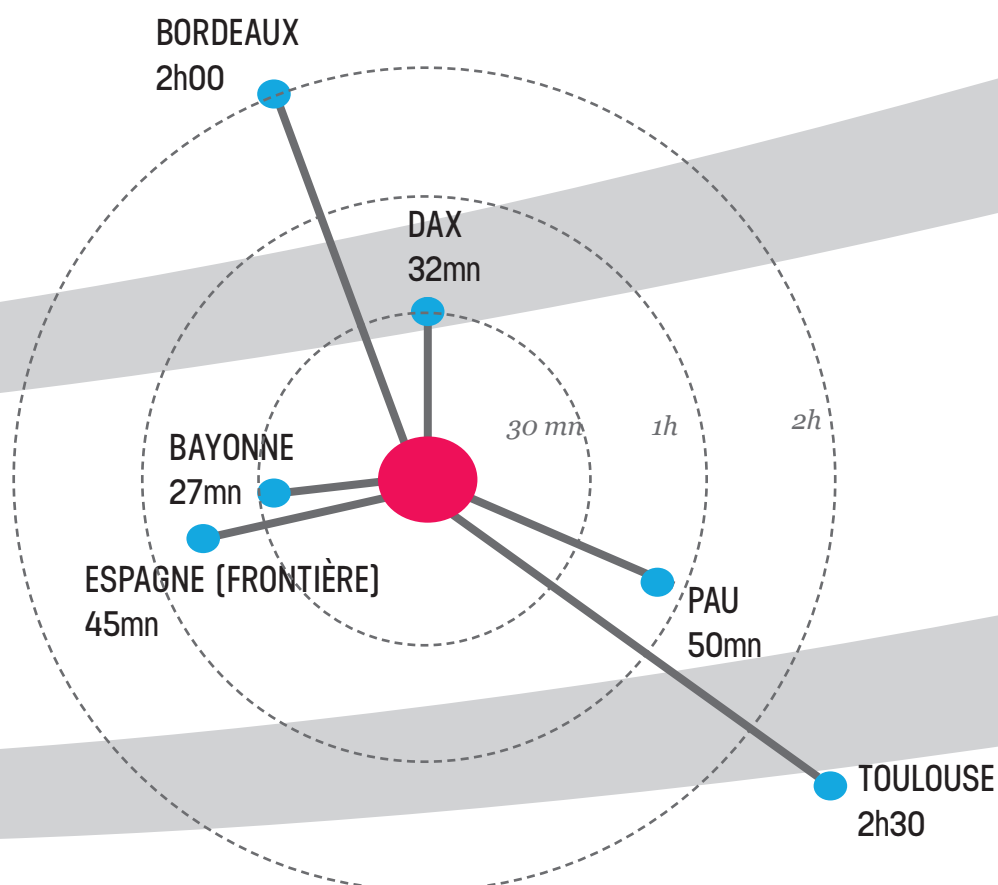 BORDEAUX
2h00
DAX
32mn
30 mn
1h
2h
BAYONNE
27mn
ESPAGNE (FRONTIÈRE)
45mn
PAU
50mn
TOULOUSE
2h30